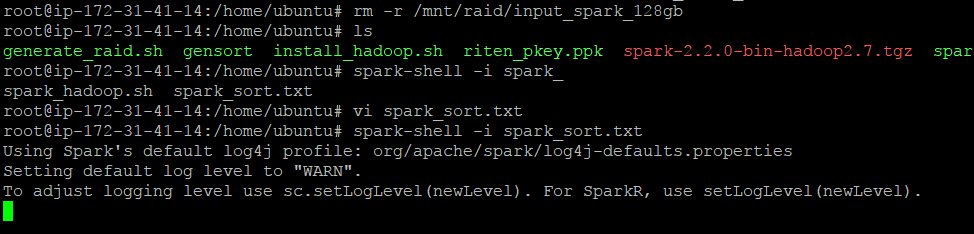 root@ip-172-31-41-14:/home/ubuntu# rm -r /mnt/raid/input_spark_128gb
root@ip-172-31-41-14:/home/ubuntu# ls
generate_raid.sh gensort install_hadoop.sh riten_pkey.ppk spark-2.2.0-bin-hadoop2.7.tgz spar
root@ip-172-31-41-14:/home/ubuntu# spark-shell -i spark_
spark_hadoop.sh spark_sort.txt
root@ip-172-31-41-14:/home/ubuntu# vi spark_sort.txt
root@ip-172-31-41-14:/home/ubuntu# spark-shell -i spark_sort.txt
Using Spark's default log4j profile: org/apache/spark/log4j-defaults.properties
Setting default log level to "WARN".
To adjust logging level use sc.setLogLevel(newLevel). For SparkR, use setLogLevel(newLevel).